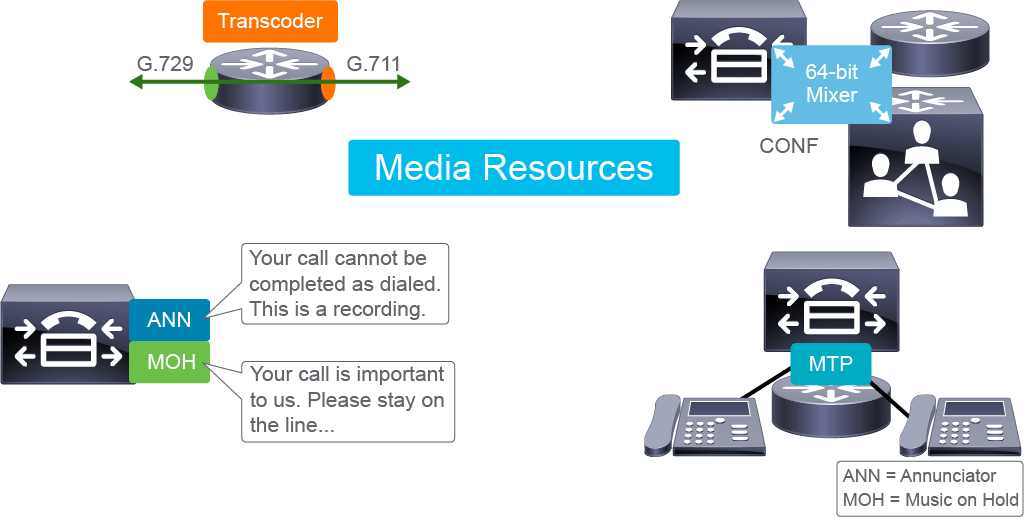 Transcoder
G.729
G.711
64-bit
Mixer
CONF
Media Resources
ANN
MOH
Your call cannot be
completed as dialed.
This is a recording.
Your call is important
to us. Please stay on
the line...
MTP
ANN = Annunciator
MOH = Music on Hold